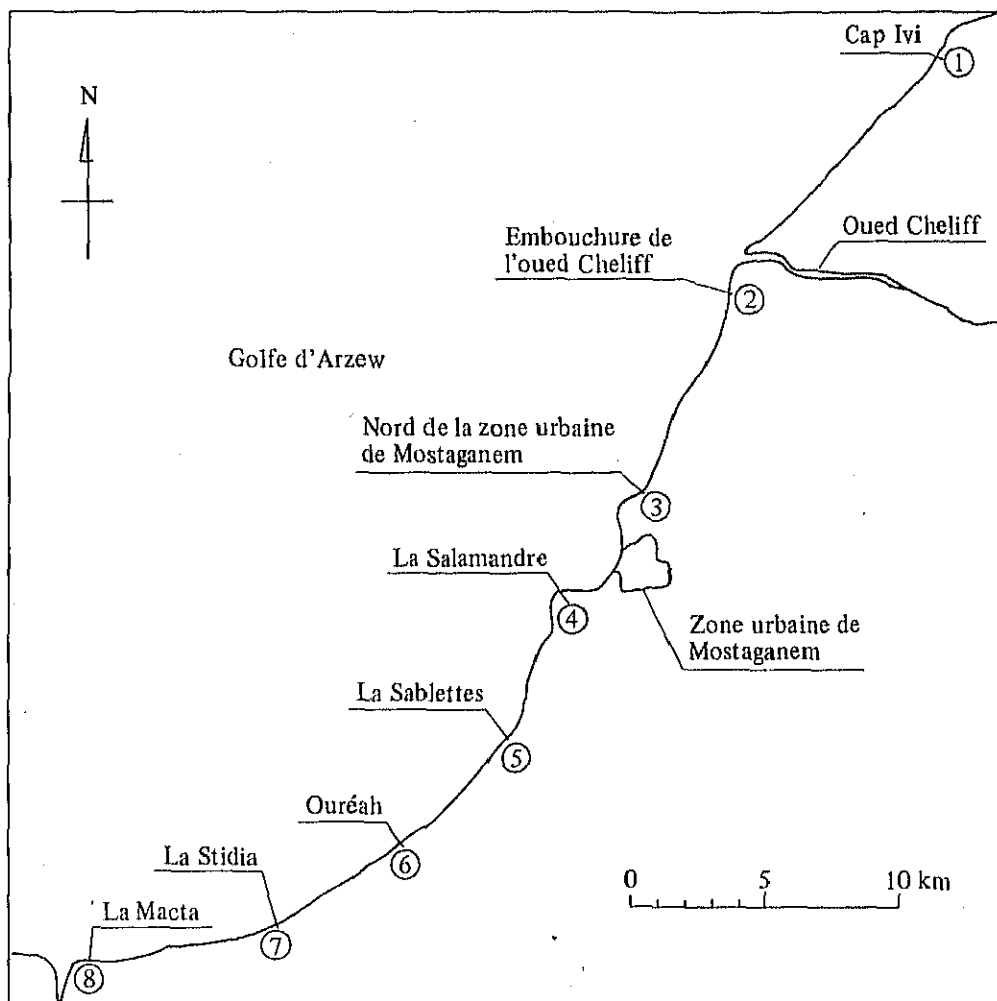 Cap Ivi
①
N
Oued Cheliff
Embouchure de
l'oued Cheliff
②
Golfe d'Arzew
Nord de la zone urbaine
de Mostaganem
③
La Salamandre
④
Zone urbaine de
Mostaganem
La Sablettes
⑤
Ouréah
⑥
La Stidia
⑦
0 5 10 km
La Macta
⑧